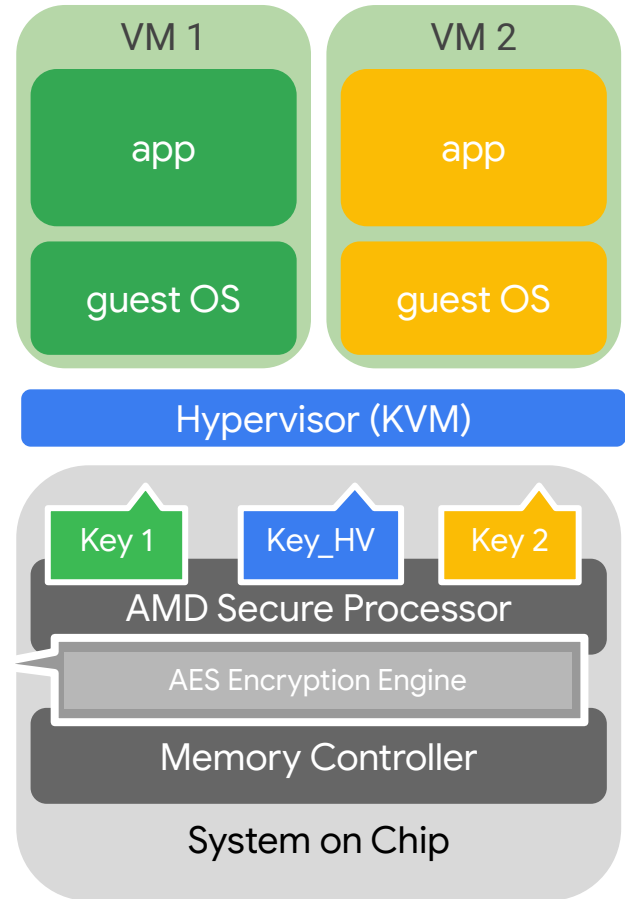 VM 1
VM 2
app
app
guest OS
guest OS
Hypervisor (KVM)
Key 1
Key_HV
Key 2
AMD Secure Processor
AES Encryption Engine
Memory Controller
System on Chip